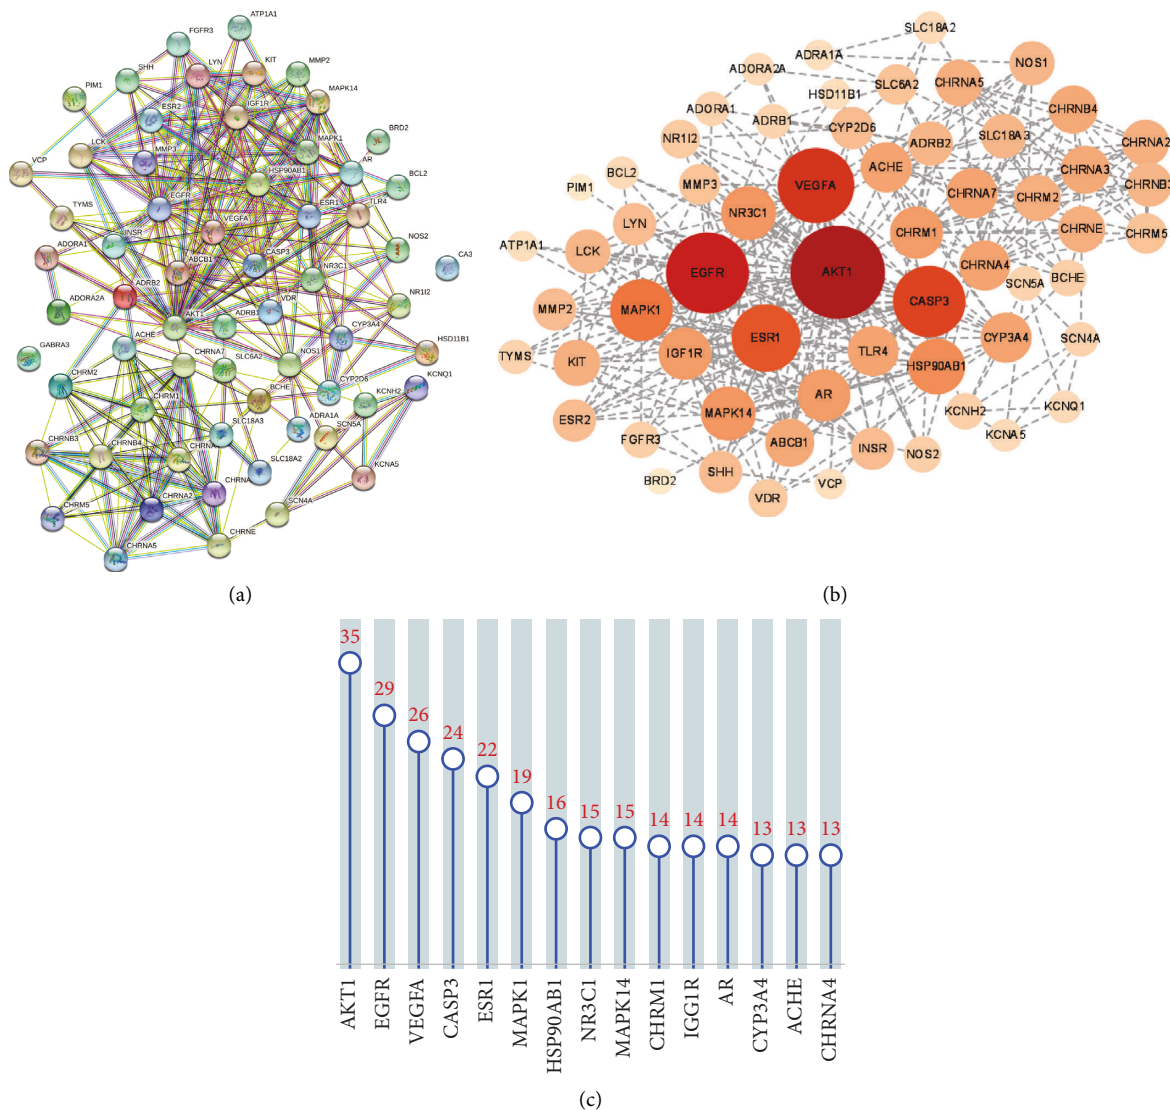 ATP1A1
FGFR3
LYN
KIT
MMP2
SHH
PIM1
MAPK14
IGF1R
ESR2
BRD2
MAPK1
LCK
MMP3
AR
VCP
HSP90AB1
BCL2
EGFR
ESR1
TLR4
TYMS
VEGFA
INSR
NOS2
ADORA1
CASP3
ABCB1
CA3
NR3C1
ADRB2
NR1I2
ADORA2A
VDR
AKT1
ADRB1
CYP3A4
ACHE
HSD11B1
GABRA3
CHRNA7
SLC6A2
NOS1
CHRM2
BCHE
CYP2D6
KCNQ1
KCNH2
CHRM1
ADRA1A
SLC18A3
SCN5A
CHRNB3
CHRNB4
CHRNA
SLC18A2
KCNA5
CHRNA
CHRNA2
SCN4A
CHRM5
CHRNE
CHRNA5
(a)
SLC18A2
ADRA1A
NOS1
ADORA2A
CHRNA5
SLC6A2
HSD11B1
ADORA1
CHRNB4
ADRB1
CYP2D6
SLC18A3
NR1I2
ADRB2
CHRNA2
ACHE
CHRNA3
BCL2
VEGFA
PIM1
MMP3
CHRNA7
CHRM2
CHRNB3
NR3C1
LYN
CHRM1
CHRNE
CHRM5
ATP1A1
LCK
CHRNA4
EGFR
AKT1
SCN5A
BCHE
CASP3
MMP2
MAPK1
ESR1
CYP3A4
SCN4A
TYMS
KIT
IGF1R
TLR4
HSP90AB1
AR
KCNQ1
ESR2
MAPK14
KCNH2
FGFR3
ABCB1
INSR
NOS2
KCNA5
SHH
BRD2
VDR
VCP
(b)
35
29
26
24
22
19
16
15
15
14
14
14
13
13
13
AKT1
EGFR
VEGFA
CASP3
ESR1
MAPK1
HSP90AB1
NR3C1
MAPK14
CHRM1
IGG1R
AR
CYP3A4
ACHE
CHRNA4
(c)